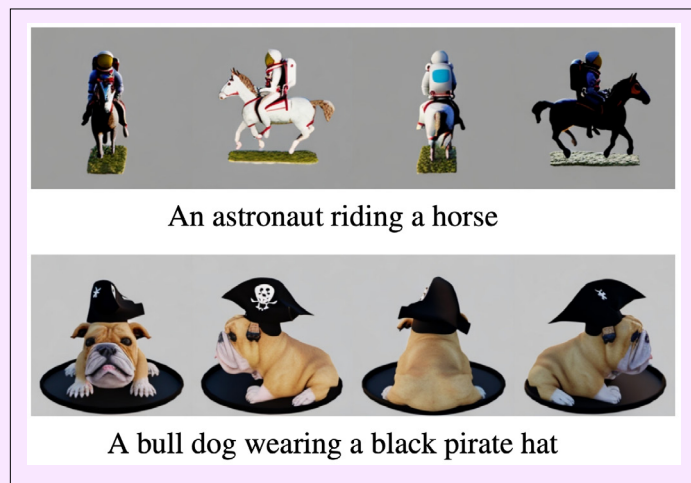 An astronaut riding a horse
A bull dog wearing a black pirate hat